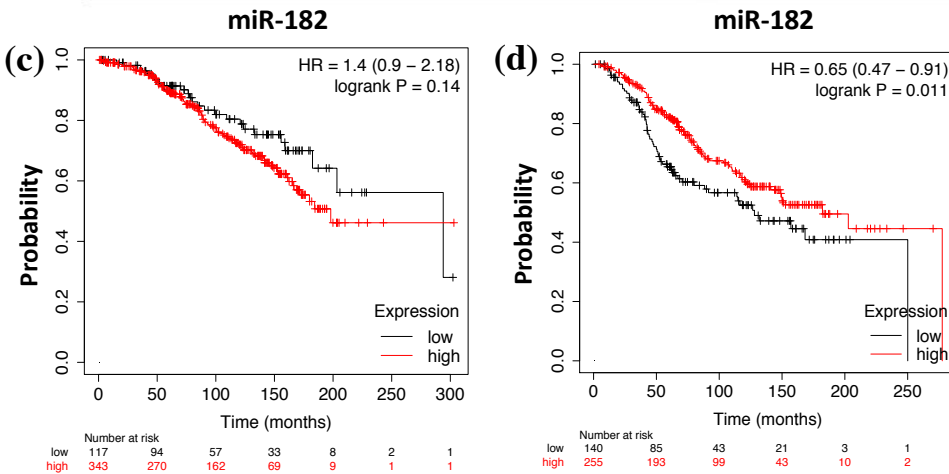 miR-182
(c)
HR = 1.4 (0.9 – 2.18)
logrank P = 0.14
Probability
1.0
0.8
0.6
0.4
0.2
0.0
Expression
low
high
0 50 100 150 200 250 300
Time (months)
Number at risk
low 117 94 57 33 8 2 1
high 343 270 162 69 9 1 1
miR-182
(d)
HR = 0.65 (0.47 – 0.91)
logrank P = 0.011
Probability
1.0
0.8
0.6
0.4
0.2
0.0
Expression
low
high
0 50 100 150 200 250
Time (months)
Number at risk
low 140 85 43 21 3 1
high 255 193 99 43 10 2